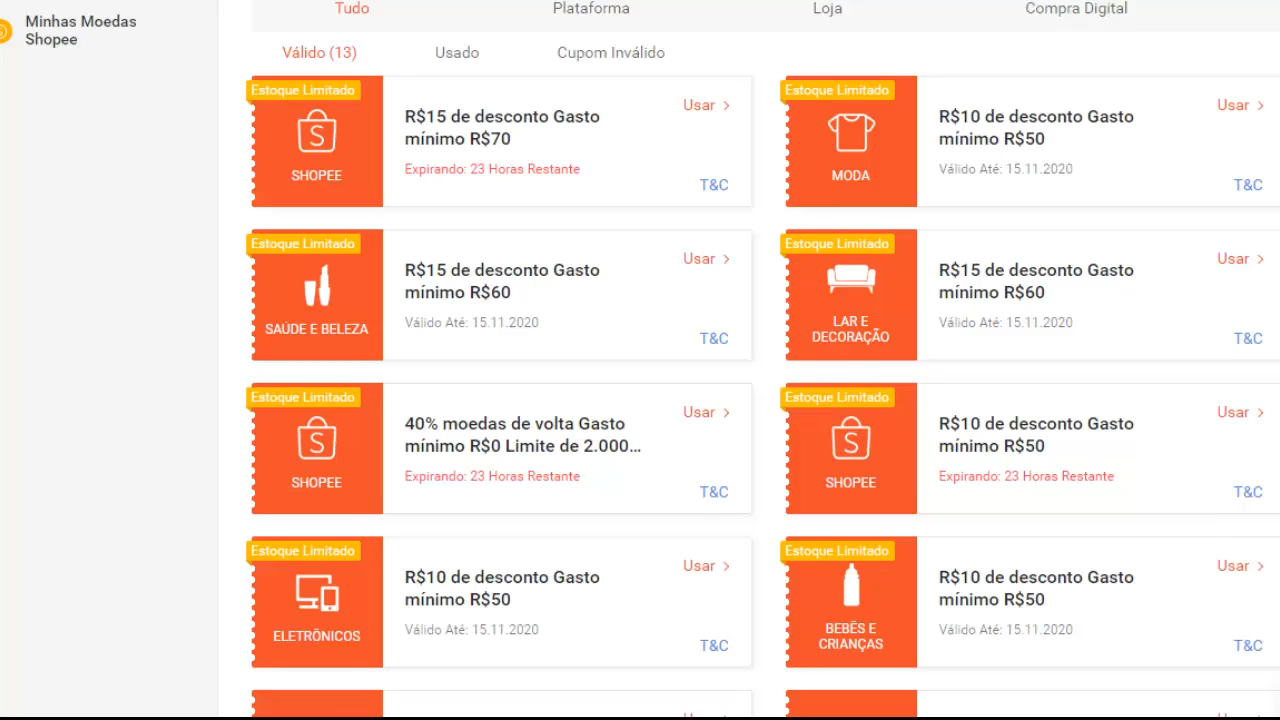 Minhas Moedas
Shopee
Tudo
Plataforma
Loja
Compra Digital
Válido (13)
Usado
Cupom Inválido
Estoque Limitado
SHOPEE
R$15 de desconto Gasto
mínimo R$70
Expirando: 23 Horas Restante
Usar
T&C
Estoque Limitado
MODA
R$10 de desconto Gasto
mínimo R$50
Válido Até: 15.11.2020
Usar
T&C
Estoque Limitado
SAÚDE E BELEZA
R$15 de desconto Gasto
mínimo R$60
Válido Até: 15.11.2020
Usar
T&C
Estoque Limitado
LAR E
DECORAÇÃO
R$15 de desconto Gasto
mínimo R$60
Válido Até: 15.11.2020
Usar
T&C
Estoque Limitado
S
SHOPEE
40% moedas de volta Gasto
mínimo R$0 Limite de 2.000...
Expirando: 23 Horas Restante
Usar
T&C
Estoque Limitado
S
SHOPEE
R$10 de desconto Gasto
mínimo R$50
Expirando: 23 Horas Restante
Usar
T&C
Estoque Limitado
ELETRÔNICOS
R$10 de desconto Gasto
mínimo R$50
Válido Até: 15.11.2020
Usar
T&C
Estoque Limitado
BEBÊS E
CRIANÇAS
R$10 de desconto Gasto
mínimo R$50
Válido Até: 15.11.2020
Usar
T&C